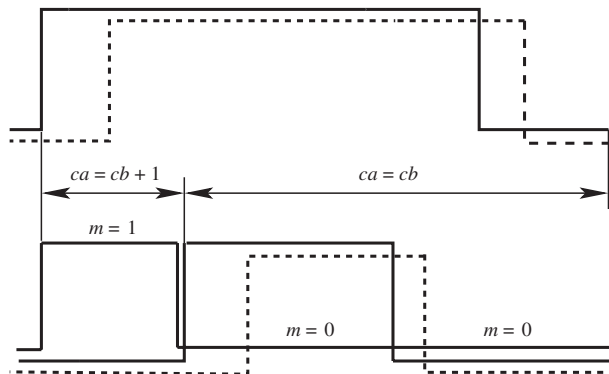 ca = cb + 1
ca = cb
m = 1
m = 0
m = 0